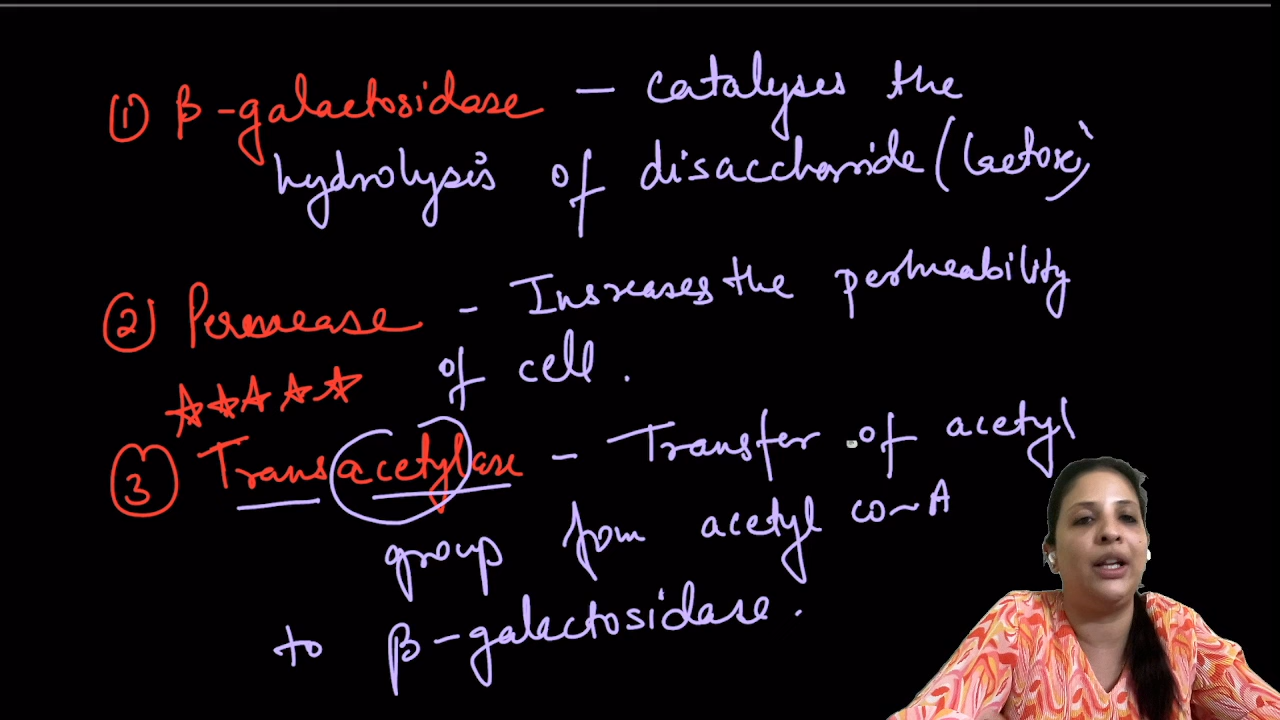 ① β-galactosidase – catalyses the
hydrolysis of disaccharide (lactose)
② Permease – Increases the permeability
of cell.
③ Transacetylase – Transfer of acetyl
group from acetyl co-A
to β-galactosidase.